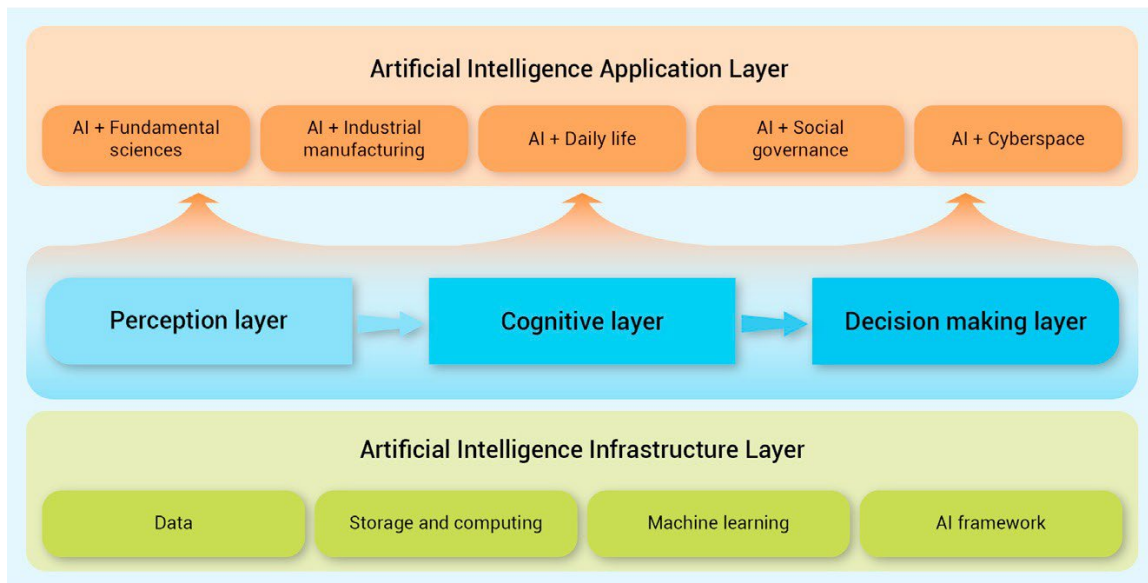 Artificial Intelligence Application Layer
AI + Fundamental
sciences
AI + Industrial
manufacturing
AI + Daily life
AI + Social
governance
AI + Cyberspace
Perception layer
Cognitive layer
Decision making layer
Artificial Intelligence Infrastructure Layer
Data
Storage and computing
Machine learning
AI framework